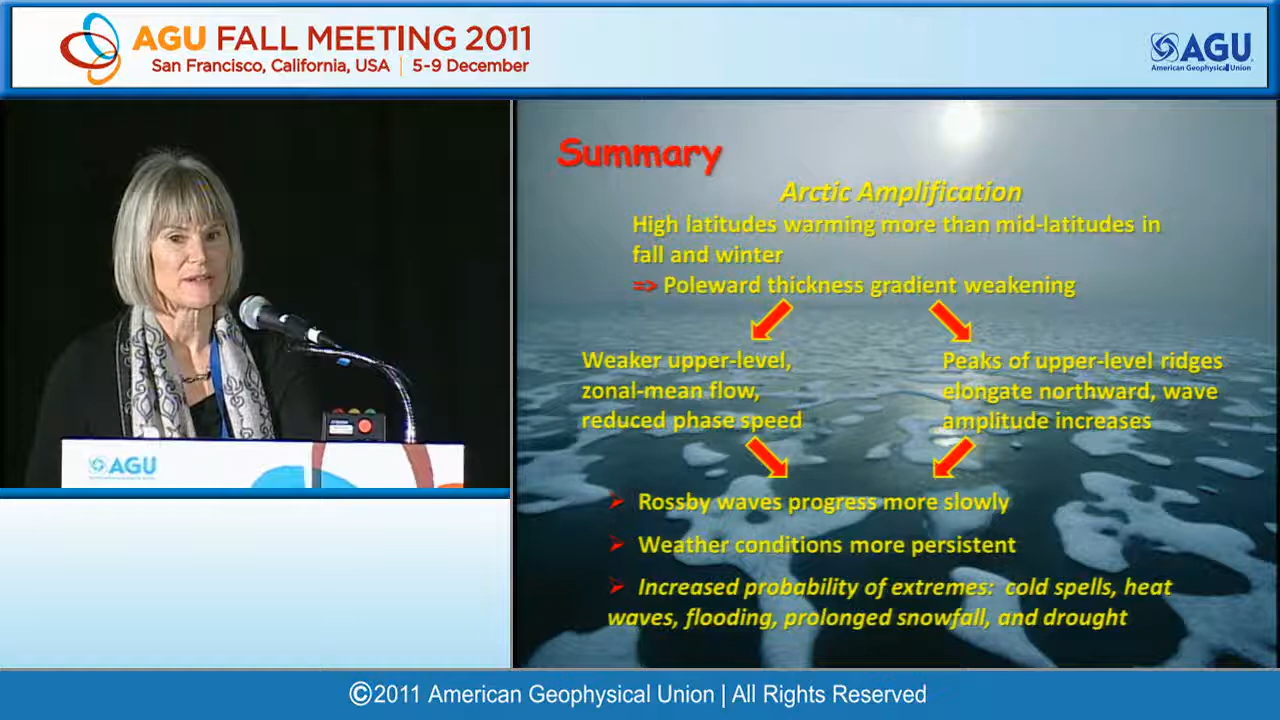 AGU FALL MEETING 2011
San Francisco, California, USA | 5-9 December
AGU
American Geophysical Union
Summary
Arctic Amplification
High latitudes warming more than mid-latitudes in
fall and winter
=> Poleward thickness gradient weakening
Weaker upper-level,
zonal-mean flow,
reduced phase speed
Peaks of upper-level ridges
elongate northward, wave
amplitude increases
➢ Rossby waves progress more slowly
➢ Weather conditions more persistent
➢ Increased probability of extremes: cold spells, heat
waves, flooding, prolonged snowfall, and drought
AGU
©2011 American Geophysical Union | All Rights Reserved